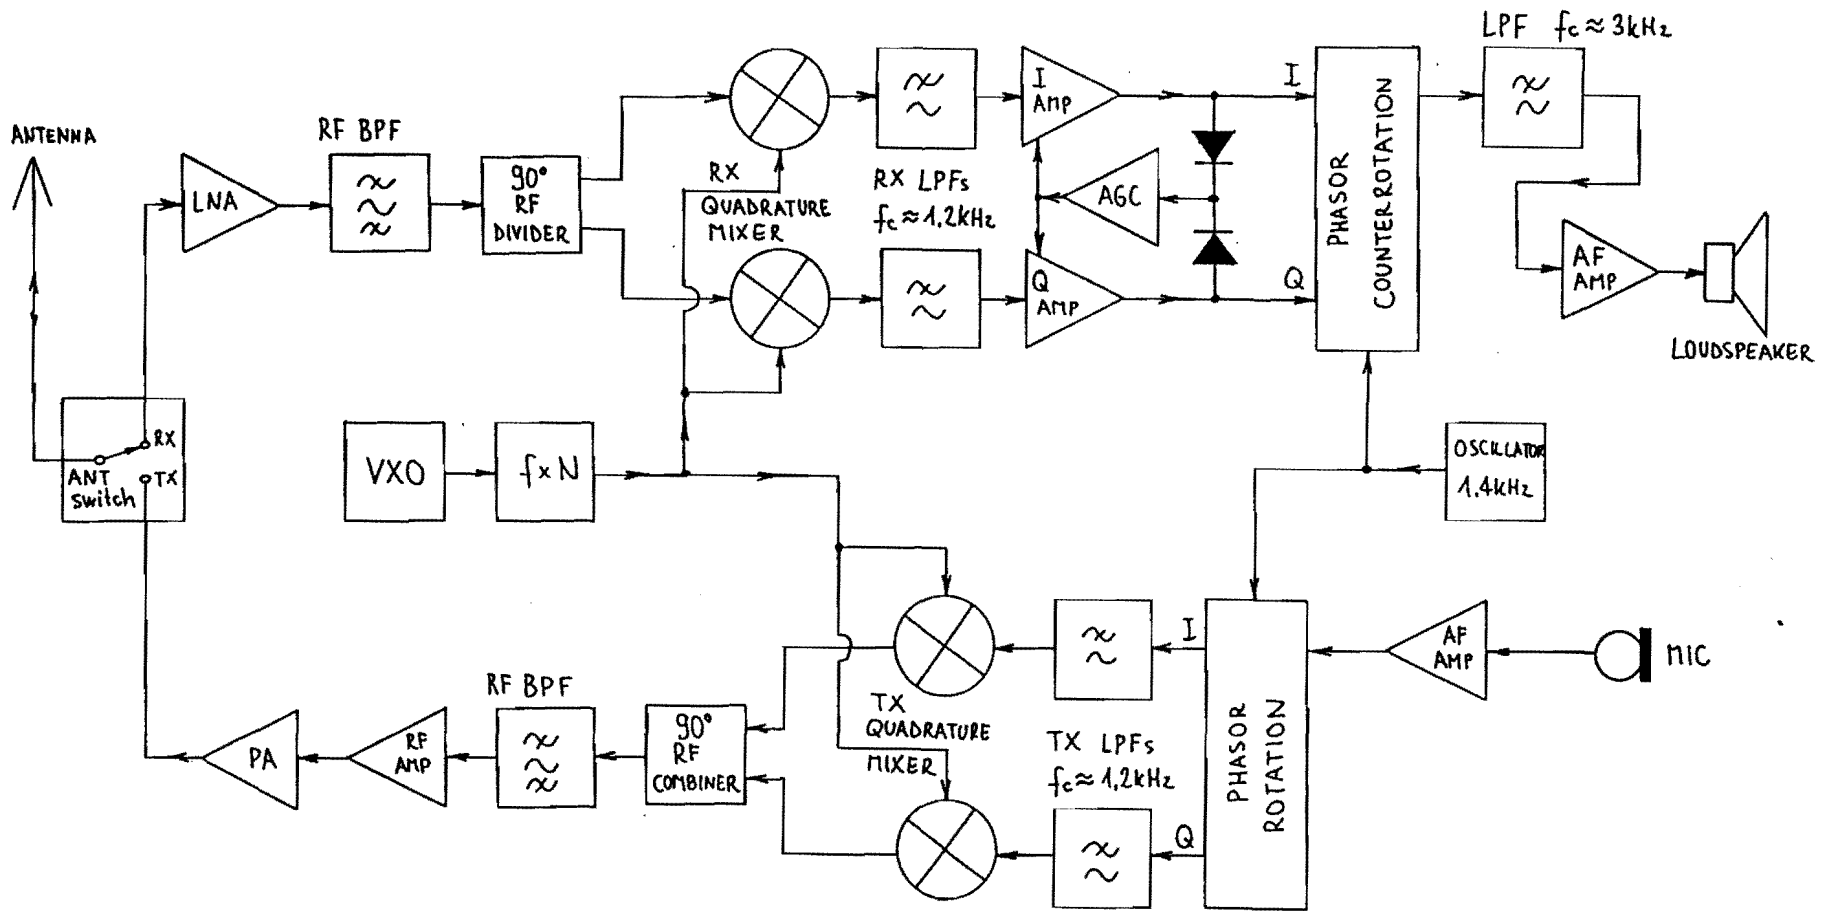 ANTENNA
RF BPF
LNA
90°
RF
DIVIDER
RX
QUADRATURE
MIXER
RX LPFs
fc≈1,2kHz
I
AMP
Q
AMP
AGC
I
Q
PHASOR
COUNTERROTATION
LPF fc≈3kHz
AF
AMP
LOUDSPEAKER
RX
TX
ANT
Switch
VXO
f×N
OSCILLATOR
1.4kHz
TX
QUADRATURE
MIXER
I
Q
TX LPFs
fc≈1,2kHz
PHASOR
ROTATION
AF
AMP
MIC
PA
RF
AMP
RF BPF
90°
RF
COMBINER